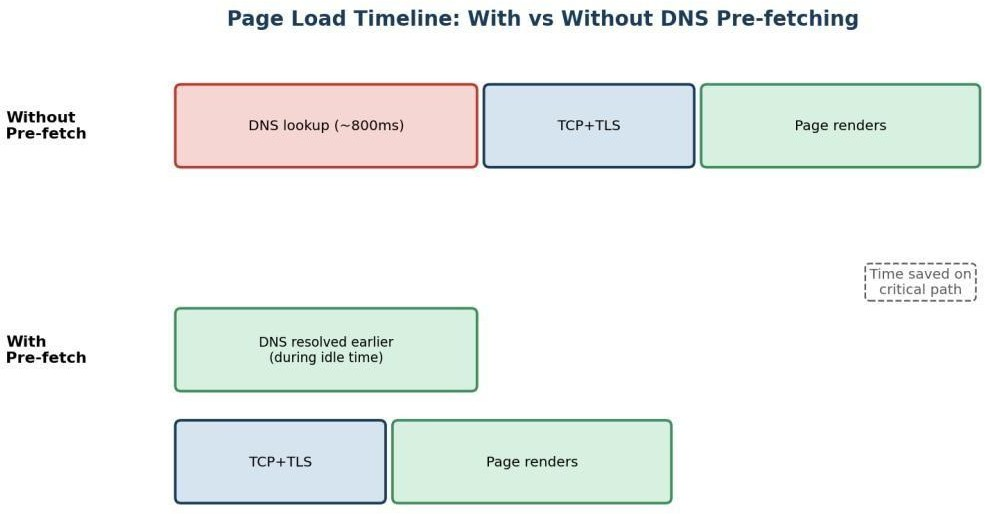 Page Load Timeline: With vs Without DNS Pre-fetching
Without
Pre-fetch
DNS lookup (~800ms)
TCP+TLS
Page renders
Time saved on
critical path
With
Pre-fetch
DNS resolved earlier
(during idle time)
TCP+TLS
Page renders